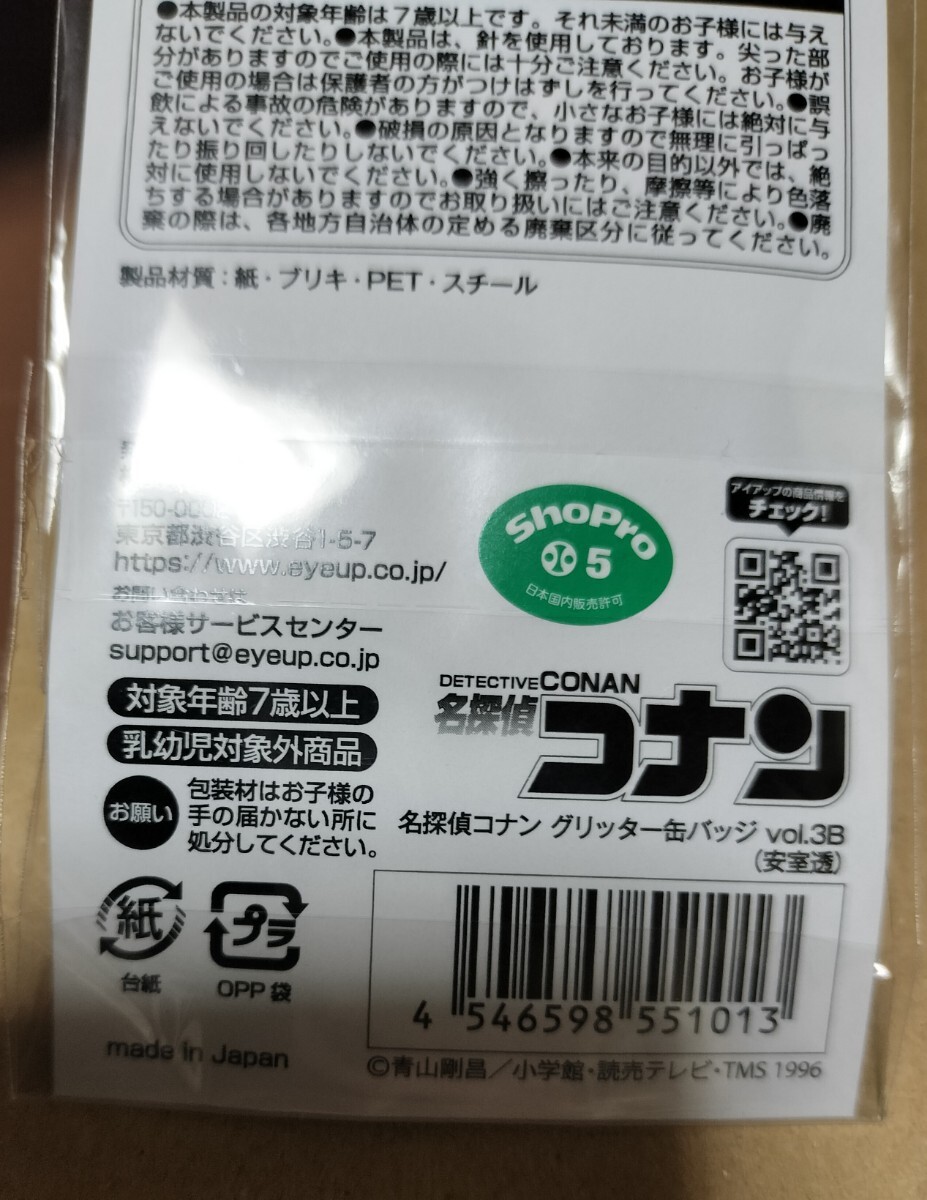 ●本製品の対象年齢は7歳以上です。それ未満のお子様には与え
ないでください。●本製品は、針を使用しております。尖った部
分がありますのでご使用の際には十分ご注意ください。お子様が
ご使用の場合は保護者の方がつけはずしを行ってください。●誤
飲による事故の危険がありますので、小さなお子様には絶対に与
えないでください。●破損の原因となりますので無理に引っぱっ
たり振り回したりしないでください。●本来の目的以外では、絶
対に使用しないでください。●強く擦ったり、摩擦等により色落
ちする場合がありますのでお取り扱いにはご注意ください。●廃
棄の際は、各地方自治体の定める廃棄区分に従ってください。
製品材質：紙・ブリキ・PET・スチール
〒150-000
東京都渋谷区渋谷1-5-7
https://www.eyeup.co.jp/
お問い合わせ先
お客様サービスセンター
support@eyeup.co.jp
対象年齢7歳以上
乳幼児対象外商品
お願い
包装材はお子様の
手の届かない所に
処分してください。
紙
台紙
プラ
OPP袋
made in Japan
ShoPro
5
日本国内販売許可
アイアップの商品情報を
チェック!
DETECTIVE CONAN
名探偵コナン
名探偵コナン グリッター缶バッジ vol.3B
(安室透)
4 546598 551013
©青山剛昌／小学館・読売テレビ・TMS 1996